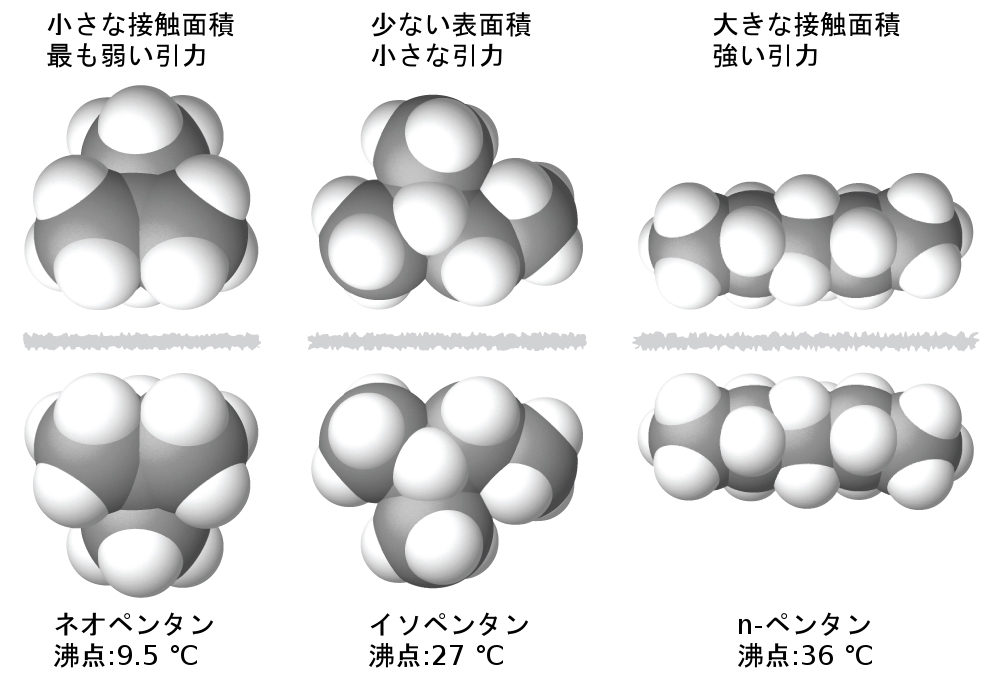 小さな接触面積
最も弱い引力
少ない表面積
小さな引力
大きな接触面積
強い引力
ネオペンタン
沸点:9.5 °C
イソペンタン
沸点:27 °C
n-ペンタン
沸点:36 °C